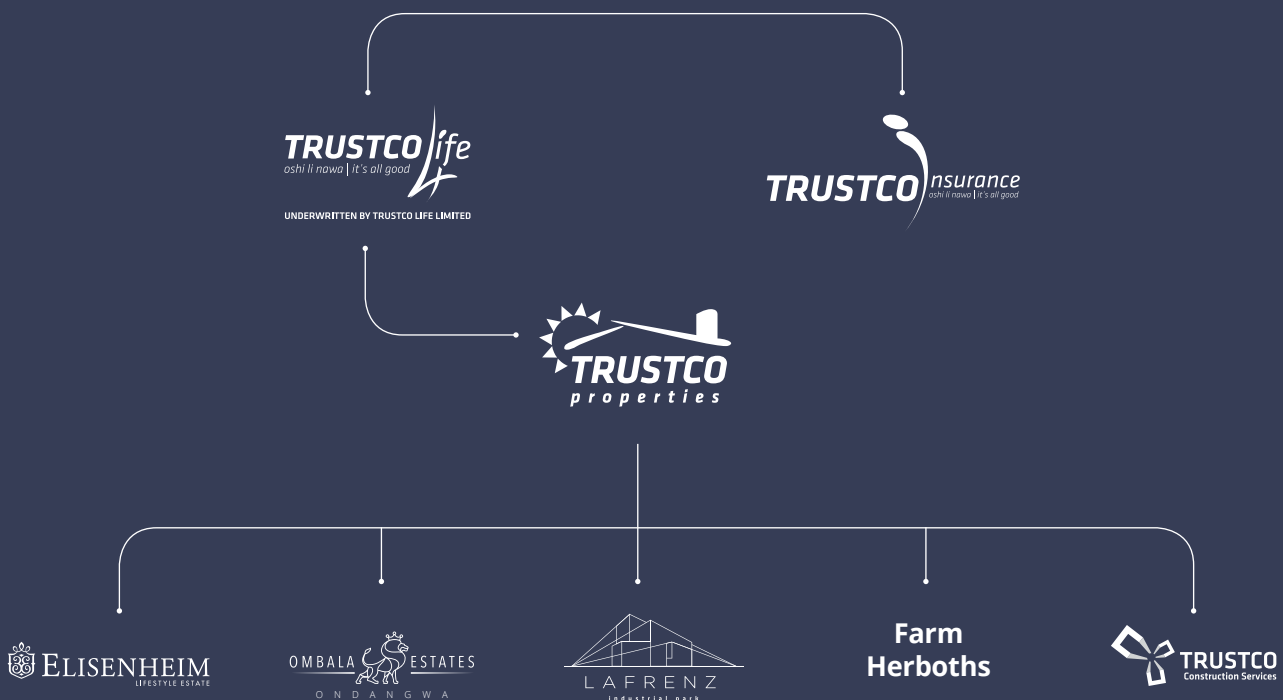 TRUSTCO life
oshi li nawa | it's all good
UNDERWRITTEN BY TRUSTCO LIFE LIMITED
TRUSTCO insurance
oshi li nawa | it's all good
TRUSTCO
properties
ELISENHEIM
LIFESTYLE ESTATE
OMBALA ESTATES
ONDANGWA
LAFRENZ
industrial park
Farm
Herboths
TRUSTCO
Construction Services